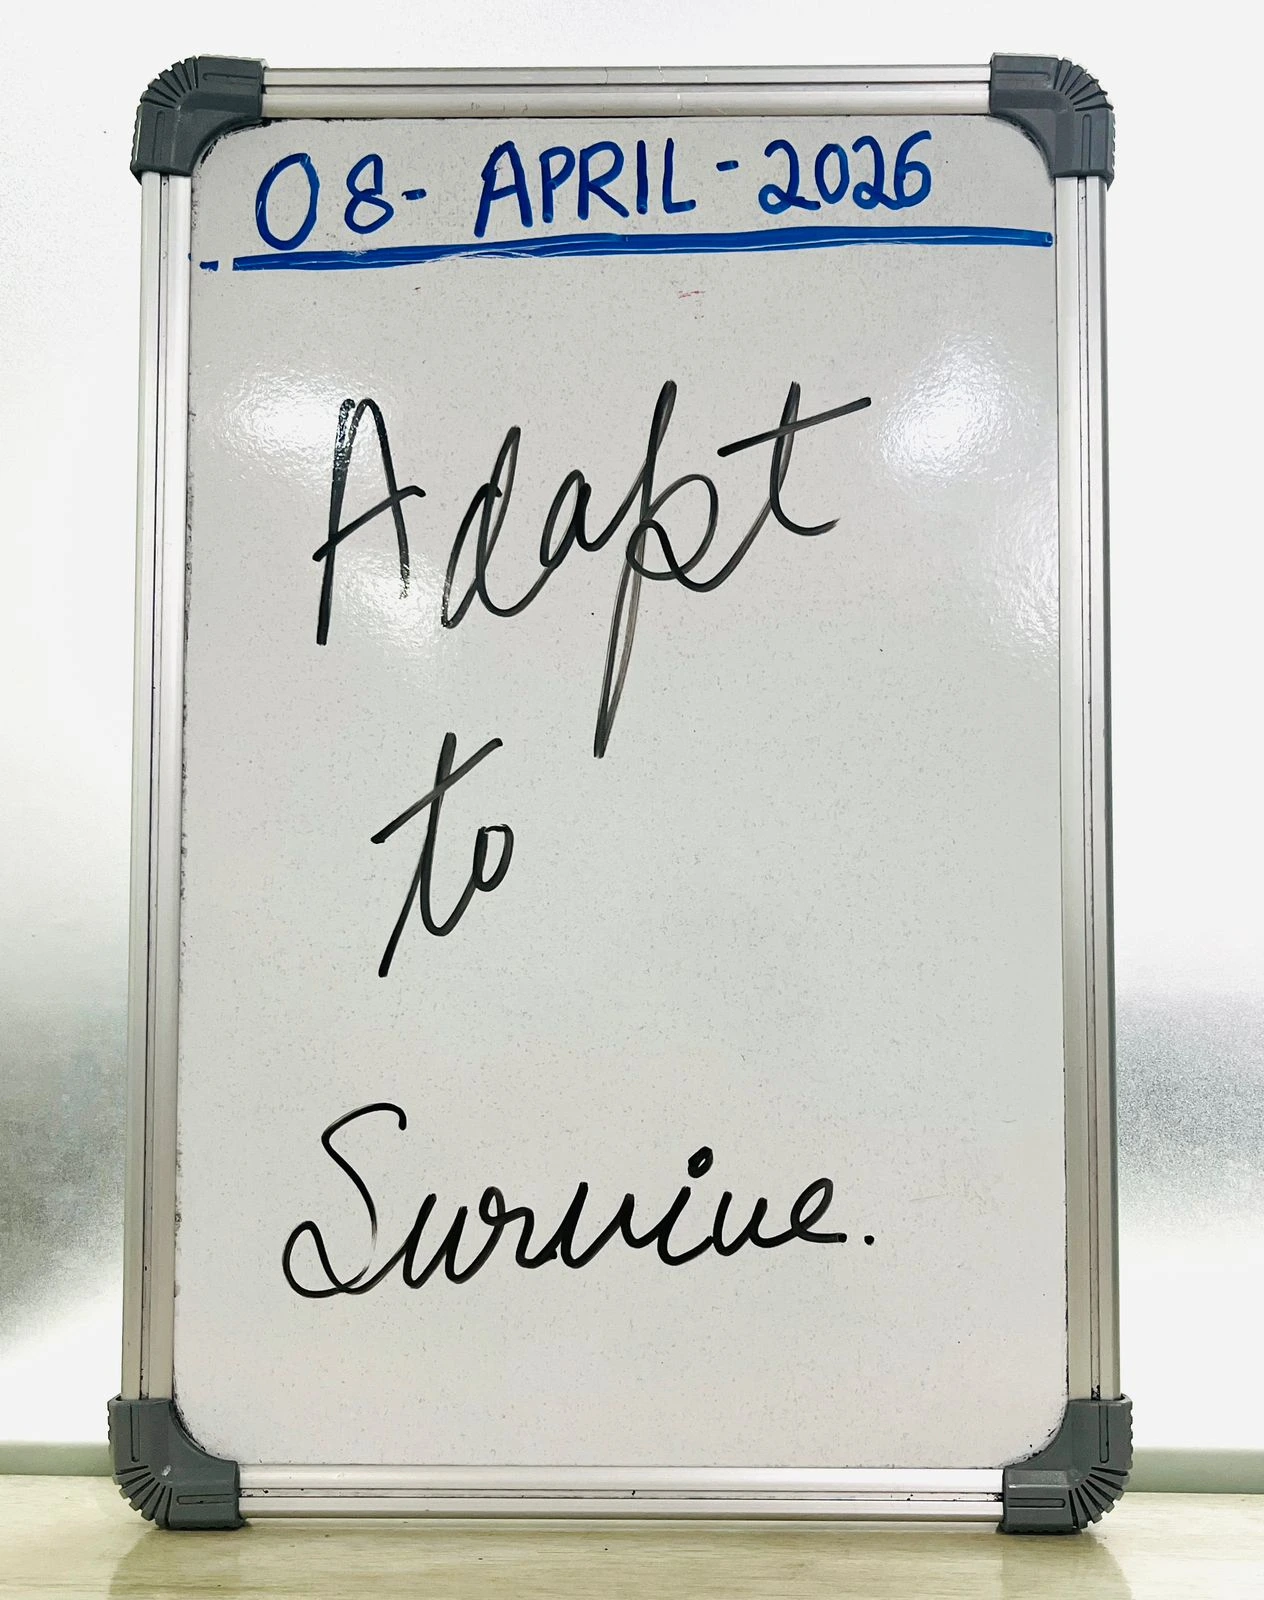 08- APRIL - 2026
Adapt
to
Survive.